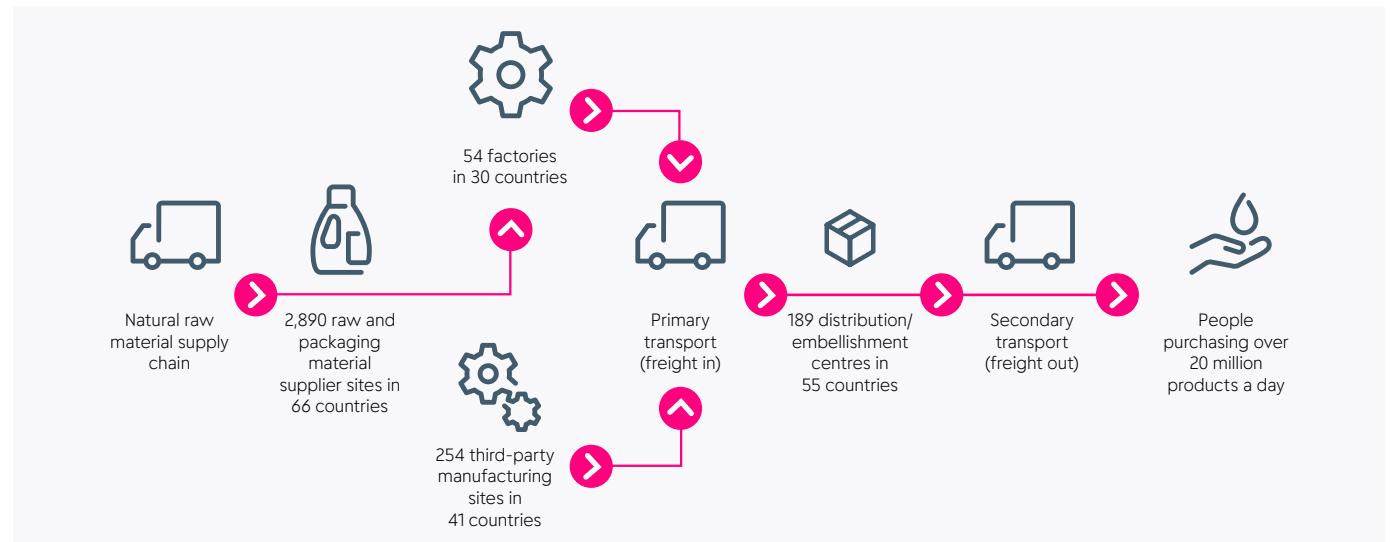 54 factories
in 30 countries
Natural raw
material supply
chain
2,890 raw and
packaging
material
supplier sites in
66 countries
254 third-party
manufacturing
sites in
41 countries
Primary
transport
(freight in)
189 distribution/
embellishment
centres in
55 countries
Secondary
transport
(freight out)
People
purchasing over
20 million
products a day